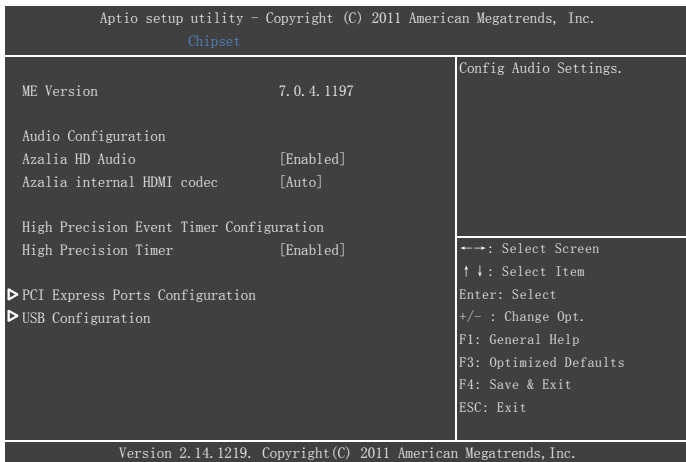 Aptio setup utility - Copyright (C) 2011 American Megatrends, Inc.
Chipset
ME Version 7.0.4.1197
Audio Configuration
Azalia HD Audio [Enabled]
Azalia internal HDMI codec [Auto]
High Precision Event Timer Configuration
High Precision Timer [Enabled]
PCI Express Ports Configuration
USB Configuration
Config Audio Settings.
←→: Select Screen
↑↓: Select Item
Enter: Select
+/- : Change Opt.
F1: General Help
F3: Optimized Defaults
F4: Save & Exit
ESC: Exit
Version 2.14.1219. Copyright(C) 2011 American Megatrends,Inc.